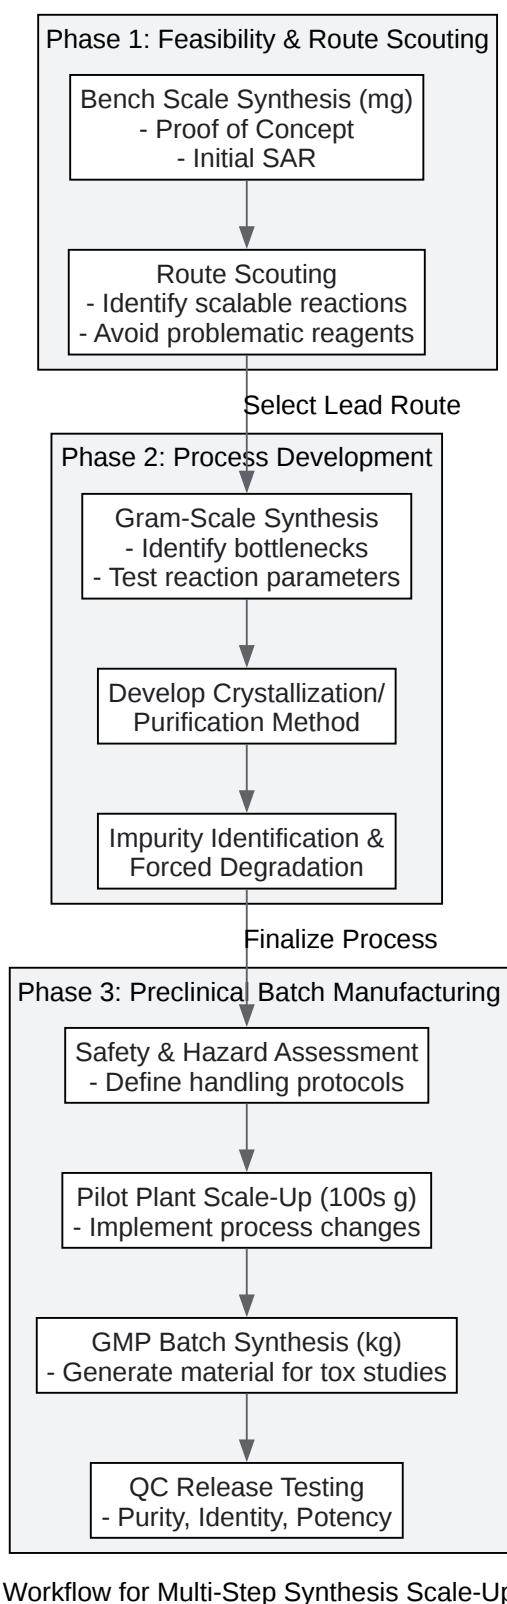 Phase 1: Feasibility & Route Scouting
Bench Scale Synthesis (mg)
- Proof of Concept
- Initial SAR
Route Scouting
- Identify scalable reactions
- Avoid problematic reagents
Select Lead Route
Phase 2: Process Development
Gram-Scale Synthesis
- Identify bottlenecks
- Test reaction parameters
Develop Crystallization/
Purification Method
Impurity Identification &
Forced Degradation
Finalize Process
Phase 3: Preclinical Batch Manufacturing
Safety & Hazard Assessment
- Define handling protocols
Pilot Plant Scale-Up (100s g)
- Implement process changes
GMP Batch Synthesis (kg)
- Generate material for tox studies
QC Release Testing
- Purity, Identity, Potency
Workflow for Multi-Step Synthesis Scale-Up